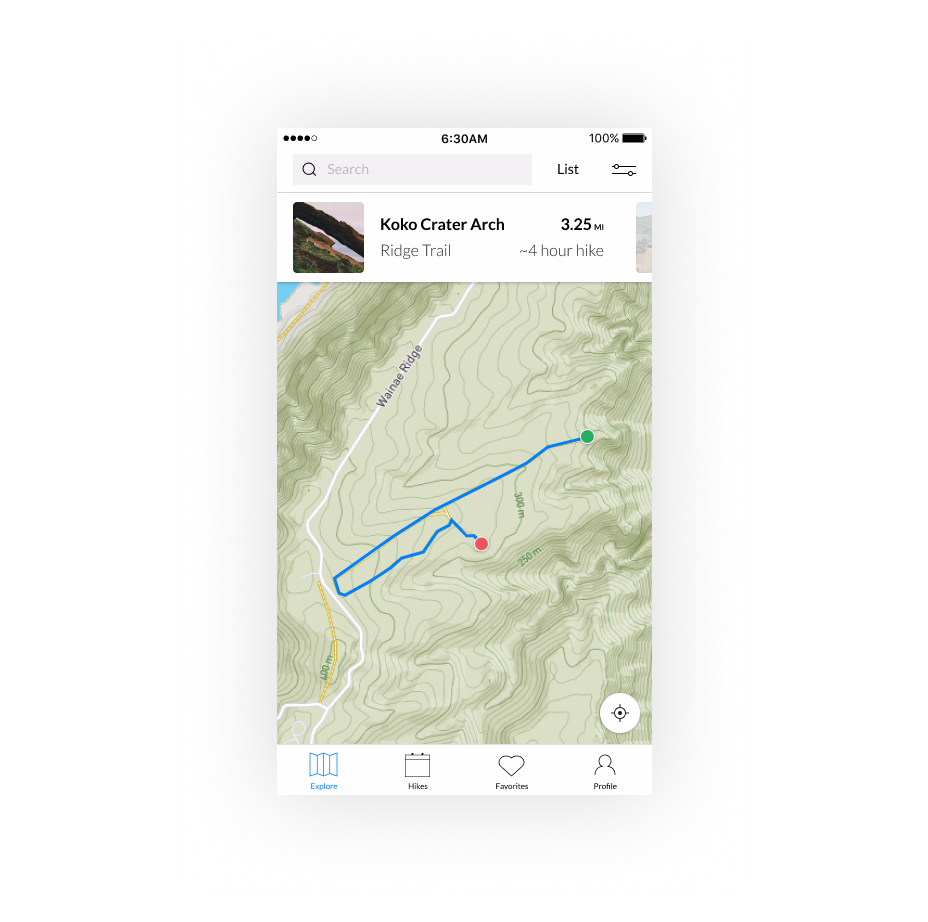 6:30AM
100%
Search
List
Koko Crater Arch
3.25 MI
Ridge Trail
~4 hour hike
Wainae Ridge
300 m
250 m
400 m
Explore
Hikes
Favorites
Profile